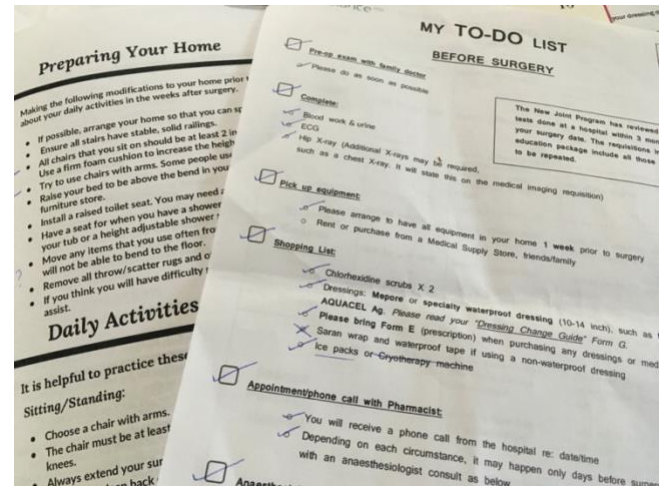 Preparing Your Home
Making the following modifications to your home prior
about your daily activities in the weeks after surgery.
If possible, arrange your home so that you can
Ensure all stairs have stable, solid railings.
All chairs that you sit on should be at least 2
Use a firm foam cushion to increase the
Try to use chairs with arms. Some people
Raise your bed to be above the bend in your
furniture store.
Install a raised toilet seat. You may need
Have a seat for when you have a shower
your tub or a height adjustable shower
Move any items that you use often
will not be able to bend to the floor.
Remove all throw/scatter rugs and
If you think you will have difficulty
assist.
Daily Activities
It is helpful to practice these
Sitting/Standing:
Choose a chair with arms.
The chair must be at least
knees.
Always extend your
back
your dressing
MY TO-DO LIST
BEFORE SURGERY
Pre-op exam with family doctor
Please do as soon as possible
Complete:
Blood work & urine
ECG
Hip X-ray (Additional X-rays may be required,
such as a chest X-ray. It will state this on the medical imaging requisition)
The New Joint Program has reviewed
tests done at a hospital within 3
your surgery date. The requisitions
education package include all those
to be repeated.
Pick up equipment:
Please arrange to have all equipment in your home 1 week prior to surgery
Rent or purchase from a Medical Supply Store, friends/family
Shopping List:
Chlorhexidine scrubs X 2
Dressings: Mepore or specialty waterproof dressing (10-14 inch), such as
AQUACEL Ag. Please read your "Dressing Change Guide" Form G.
Please bring Form E (prescription) when purchasing any dressings or
Saran wrap and waterproof tape if using a non-waterproof dressing
Ice packs or Cryotherapy machine
Appointment/phone call with Pharmacist:
You will receive a phone call from the hospital re: date/time
Depending on each circumstance, it may happen only days before
with an anaesthesiologist consult as below